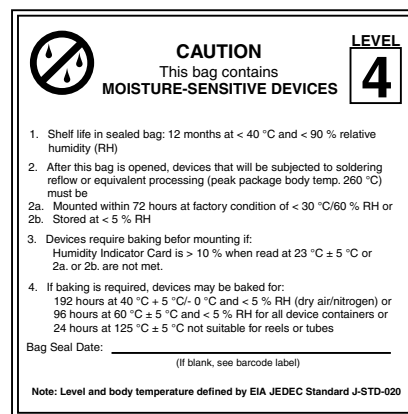 LEVEL
4
CAUTION
This bag contains
MOISTURE-SENSITIVE DEVICES
1. Shelf life in sealed bag: 12 months at < 40 °C and < 90 % relative
humidity (RH)
2. After this bag is opened, devices that will be subjected to soldering
reflow or equivalent processing (peak package body temp. 260 °C)
must be
2a. Mounted within 72 hours at factory condition of < 30 °C/60 % RH or
2b. Stored at < 5 % RH
3. Devices require baking befor mounting if:
Humidity Indicator Card is > 10 % when read at 23 °C ± 5 °C or
2a. or 2b. are not met.
4. If baking is required, devices may be baked for:
192 hours at 40 °C + 5 °C/- 0 °C and < 5 % RH (dry air/nitrogen) or
96 hours at 60 °C ± 5 °C and < 5 % RH for all device containers or
24 hours at 125 °C ± 5 °C not suitable for reels or tubes
Bag Seal Date:
(If blank, see barcode label)
Note: Level and body temperature defined by EIA JEDEC Standard J-STD-020